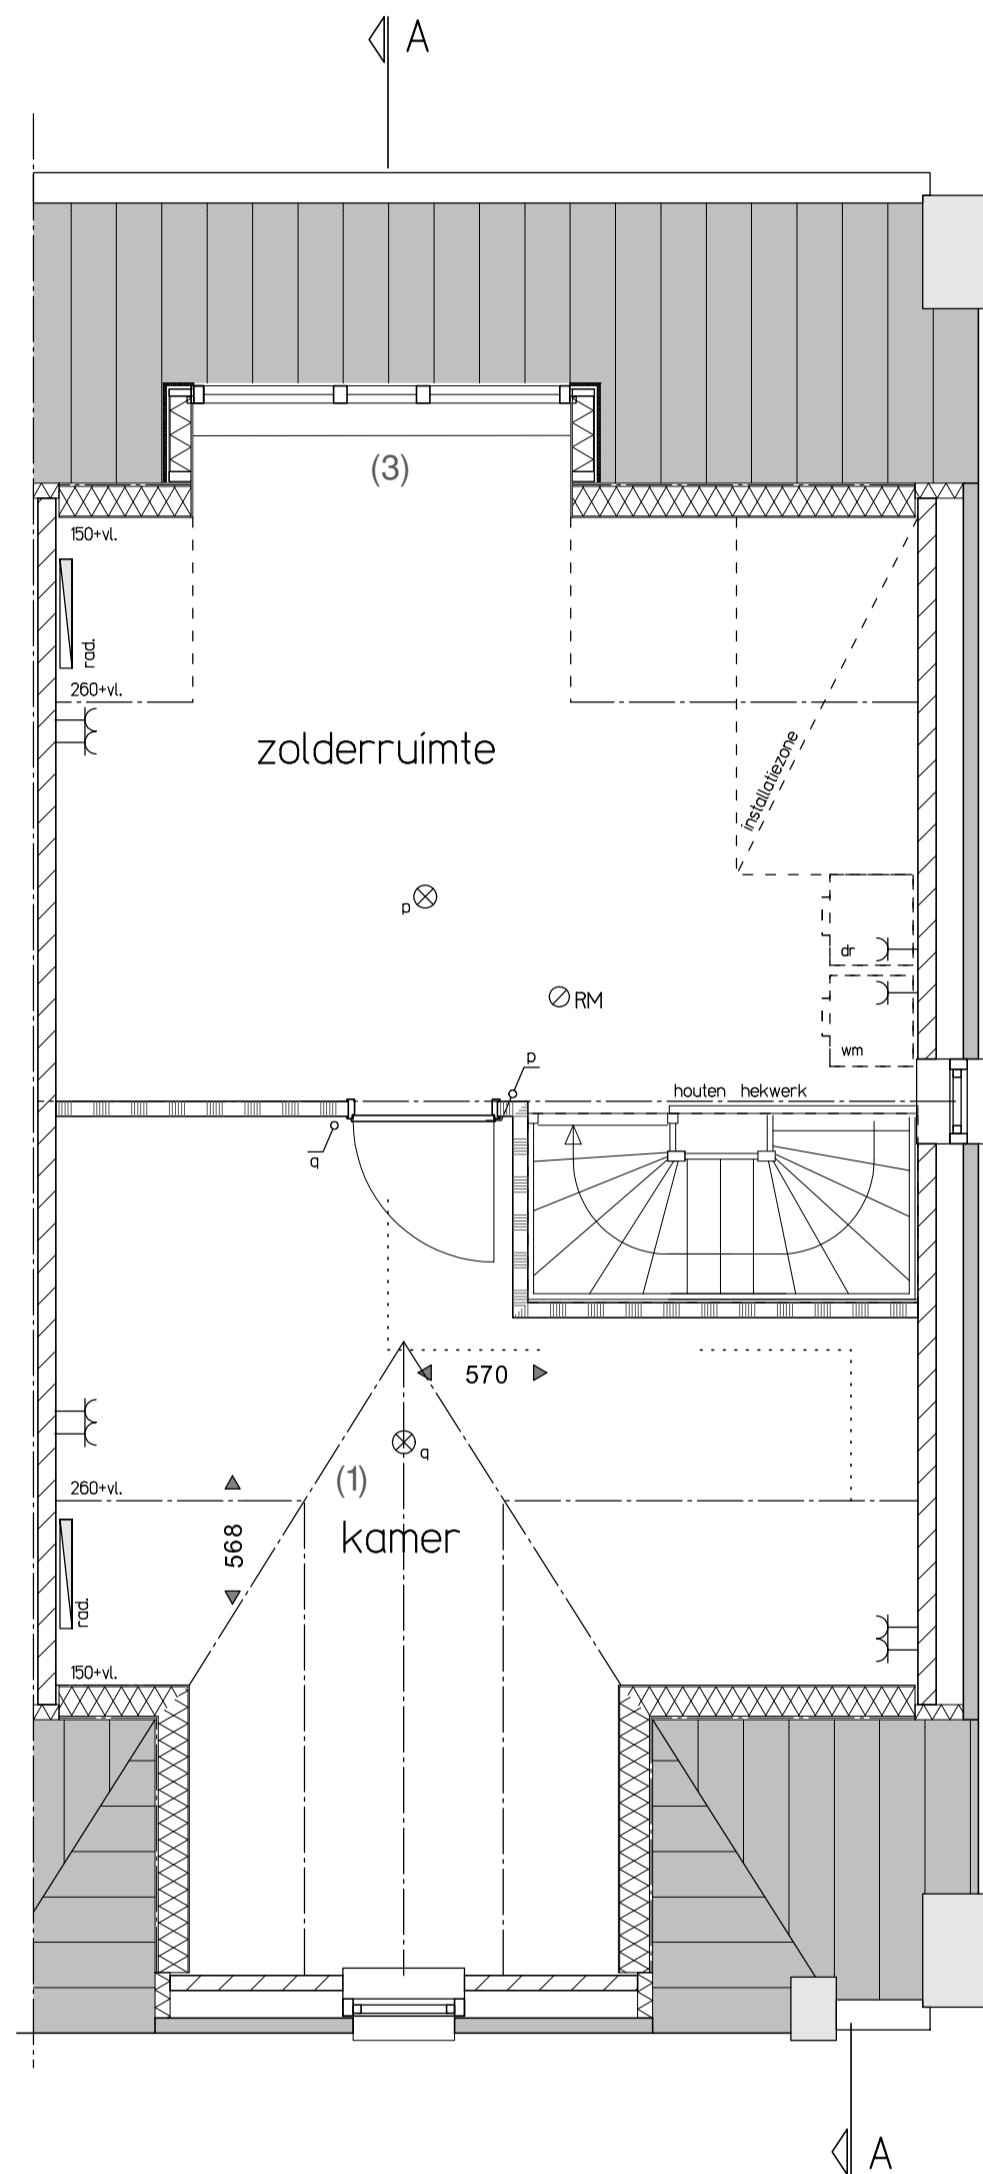 A
(3)
150+vl.
rad.
260+vl.
zolderruimte
installatiezone
p
dr
RM
wm
p
houten hekwerk
q
570
q
(1)
260+vl.
568
kamer
rad.
150+vl.
A